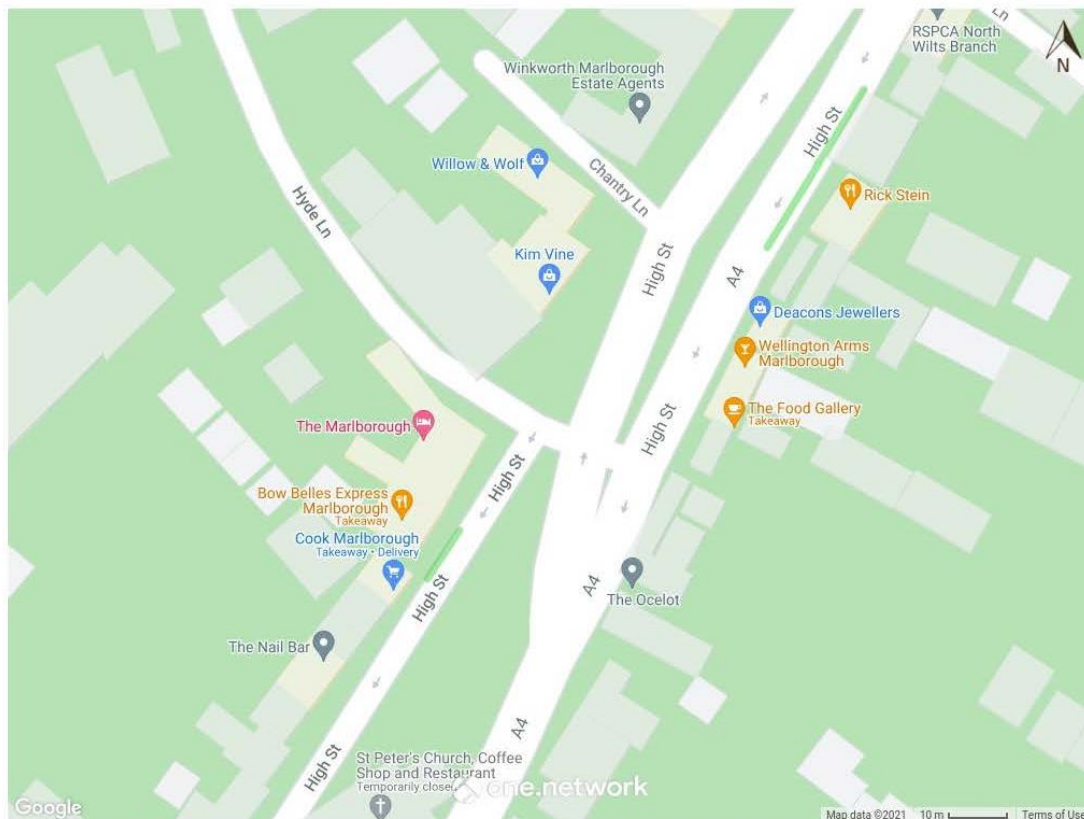 RSPCA North
Wilts Branch
Ln
N
Winkworth Marlborough
Estate Agents
High St
Willow & Wolf
Chantry Ln
Rick Stein
Hyde Ln
Kim Vine
High St
A4
Deacons Jewellers
Wellington Arms
Marlborough
The Food Gallery
Takeaway
High St
The Marlborough
High St
Bow Belles Express
Marlborough
Takeaway
Cook Marlborough
Takeaway • Delivery
High St
A4
The Ocelot
The Nail Bar
A4
High St
St Peter's Church, Coffee
Shop and Restaurant
Temporarily closed
one.network
Google
Map data ©2021
10 m
Terms of Use